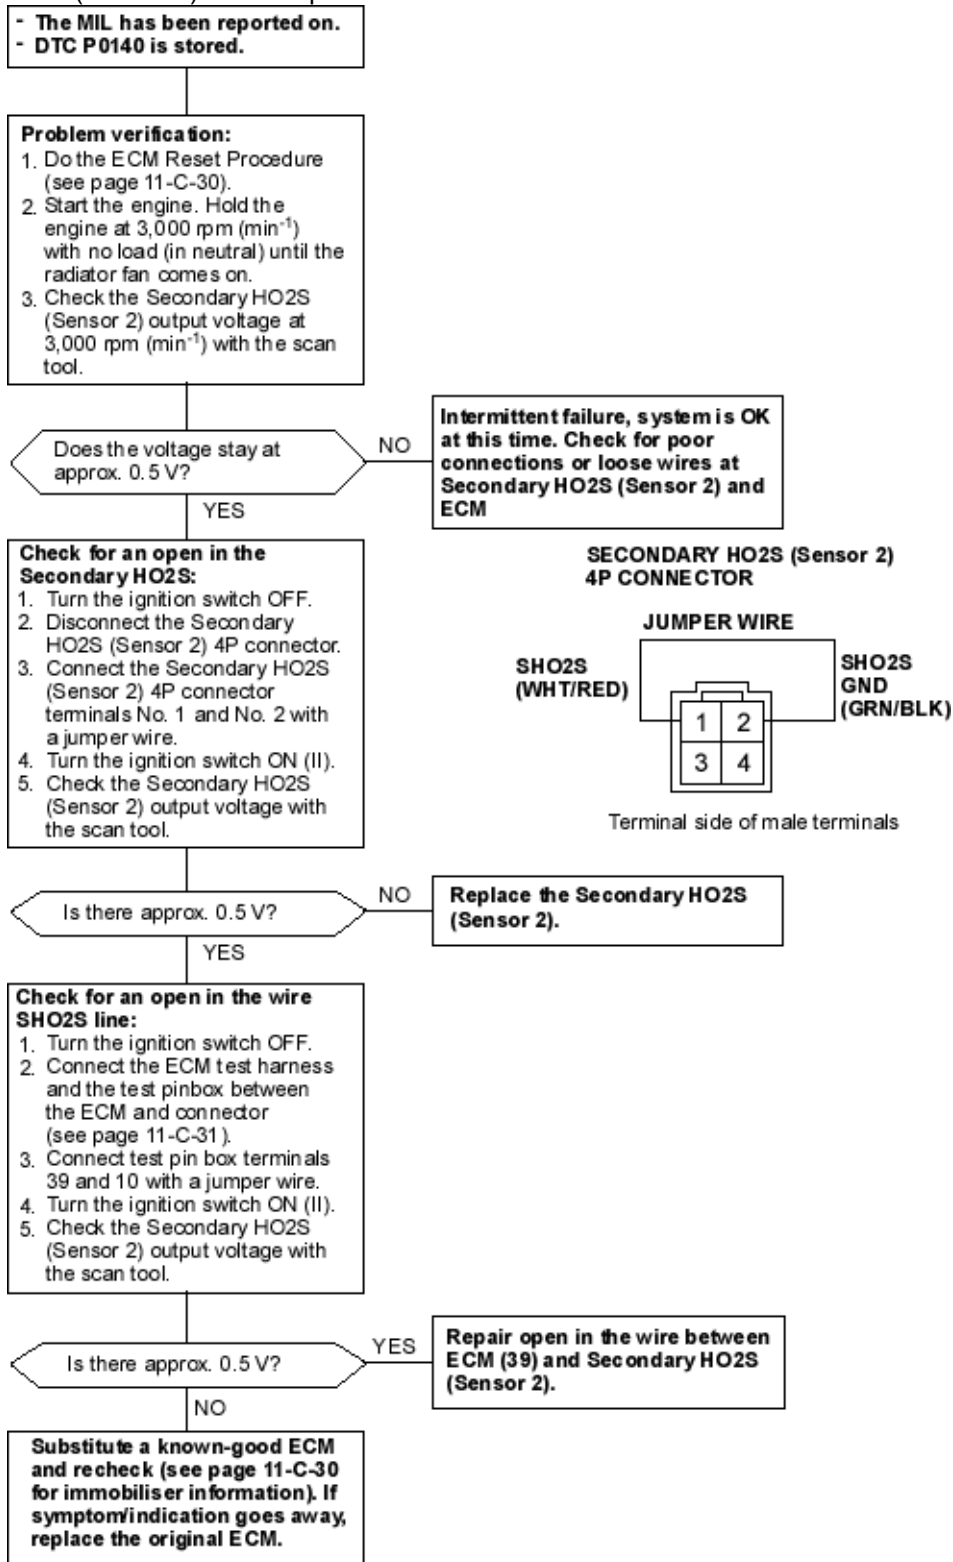 - The MIL has been reported on.
- DTC P0140 is stored.
Problem verification:
1. Do the ECM Reset Procedure
(see page 11-C-30).
2. Start the engine. Hold the
engine at 3,000 rpm (min-1)
with no load (in neutral) until the
radiator fan comes on.
3. Check the Secondary HO2S
(Sensor 2) output voltage at
3,000 rpm (min-1) with the scan
tool.
Does the voltage stay at
approx. 0.5 V?
NO
Intermittent failure, system is OK
at this time. Check for poor
connections or loose wires at
Secondary HO2S (Sensor 2) and
ECM
YES
Check for an open in the
Secondary HO2S:
1. Turn the ignition switch OFF.
2. Disconnect the Secondary
HO2S (Sensor 2) 4P connector.
3. Connect the Secondary HO2S
(Sensor 2) 4P connector
terminals No. 1 and No. 2 with
a jumper wire.
4. Turn the ignition switch ON (II).
5. Check the Secondary HO2S
(Sensor 2) output voltage with
the scan tool.
SECONDARY HO2S (Sensor 2)
4P CONNECTOR
JUMPER WIRE
SHO2S
(WHT/RED)
SHO2S
GND
(GRN/BLK)
1 2
3 4
Terminal side of male terminals
Is there approx. 0.5 V?
NO
Replace the Secondary HO2S
(Sensor 2).
YES
Check for an open in the wire
SHO2S line:
1. Turn the ignition switch OFF.
2. Connect the ECM test harness
and the test pinbox between
the ECM and connector
(see page 11-C-31).
3. Connect test pin box terminals
39 and 10 with a jumper wire.
4. Turn the ignition switch ON (II).
5. Check the Secondary HO2S
(Sensor 2) output voltage with
the scan tool.
Is there approx. 0.5 V?
YES
Repair open in the wire between
ECM (39) and Secondary HO2S
(Sensor 2).
NO
Substitute a known-good ECM
and recheck (see page 11-C-30
for immobiliser information). If
symptom/indication goes away,
replace the original ECM.